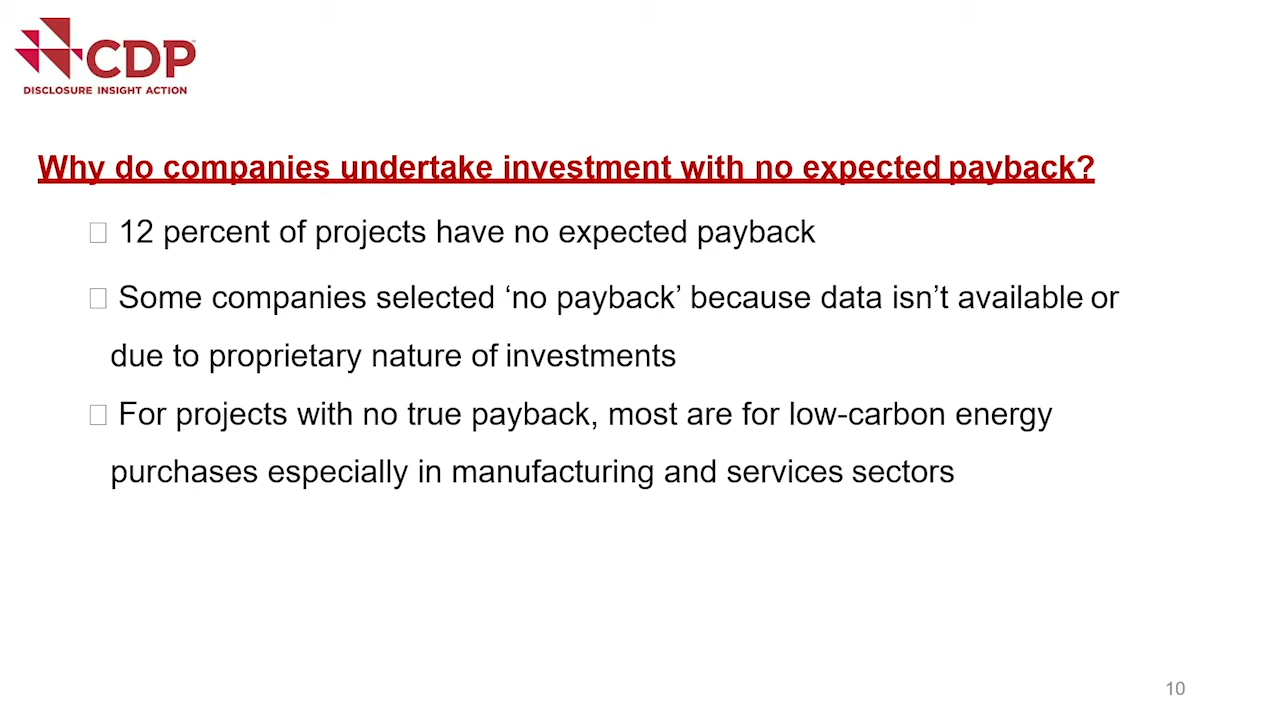 CDP
DISCLOSURE INSIGHT ACTION
Why do companies undertake investment with no expected payback?
12 percent of projects have no expected payback
Some companies selected ‘no payback’ because data isn’t available or
due to proprietary nature of investments
For projects with no true payback, most are for low-carbon energy
purchases especially in manufacturing and services sectors
10